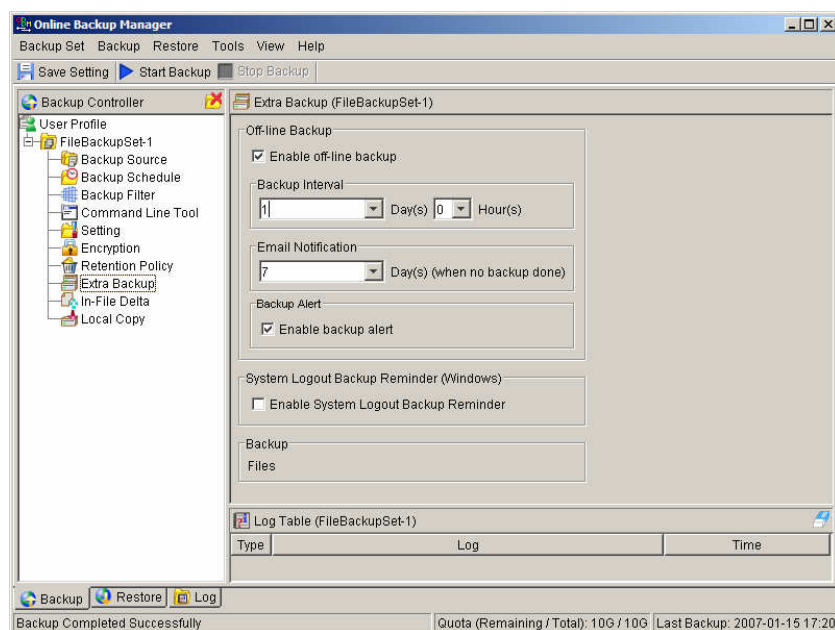 Online Backup Manager
Backup Set Backup Restore Tools View Help
Save Setting Start Backup Stop Backup
Backup Controller
User Profile
FileBackupSet-1
Backup Source
Backup Schedule
Backup Filter
Command Line Tool
Setting
Encryption
Retention Policy
Extra Backup
In-File Delta
Local Copy
Extra Backup (FileBackupSet-1)
Off-line Backup
Enable off-line backup
Backup Interval
1 Day(s) 0 Hour(s)
Email Notification
7 Day(s) (when no backup done)
Backup Alert
Enable backup alert
System Logout Backup Reminder (Windows)
Enable System Logout Backup Reminder
Backup
Files
Log Table (FileBackupSet-1)
Type Log Time
Backup Restore Log
Backup Completed Successfully Quota (Remaining / Total): 10G / 10G Last Backup: 2007-01-15 17:20